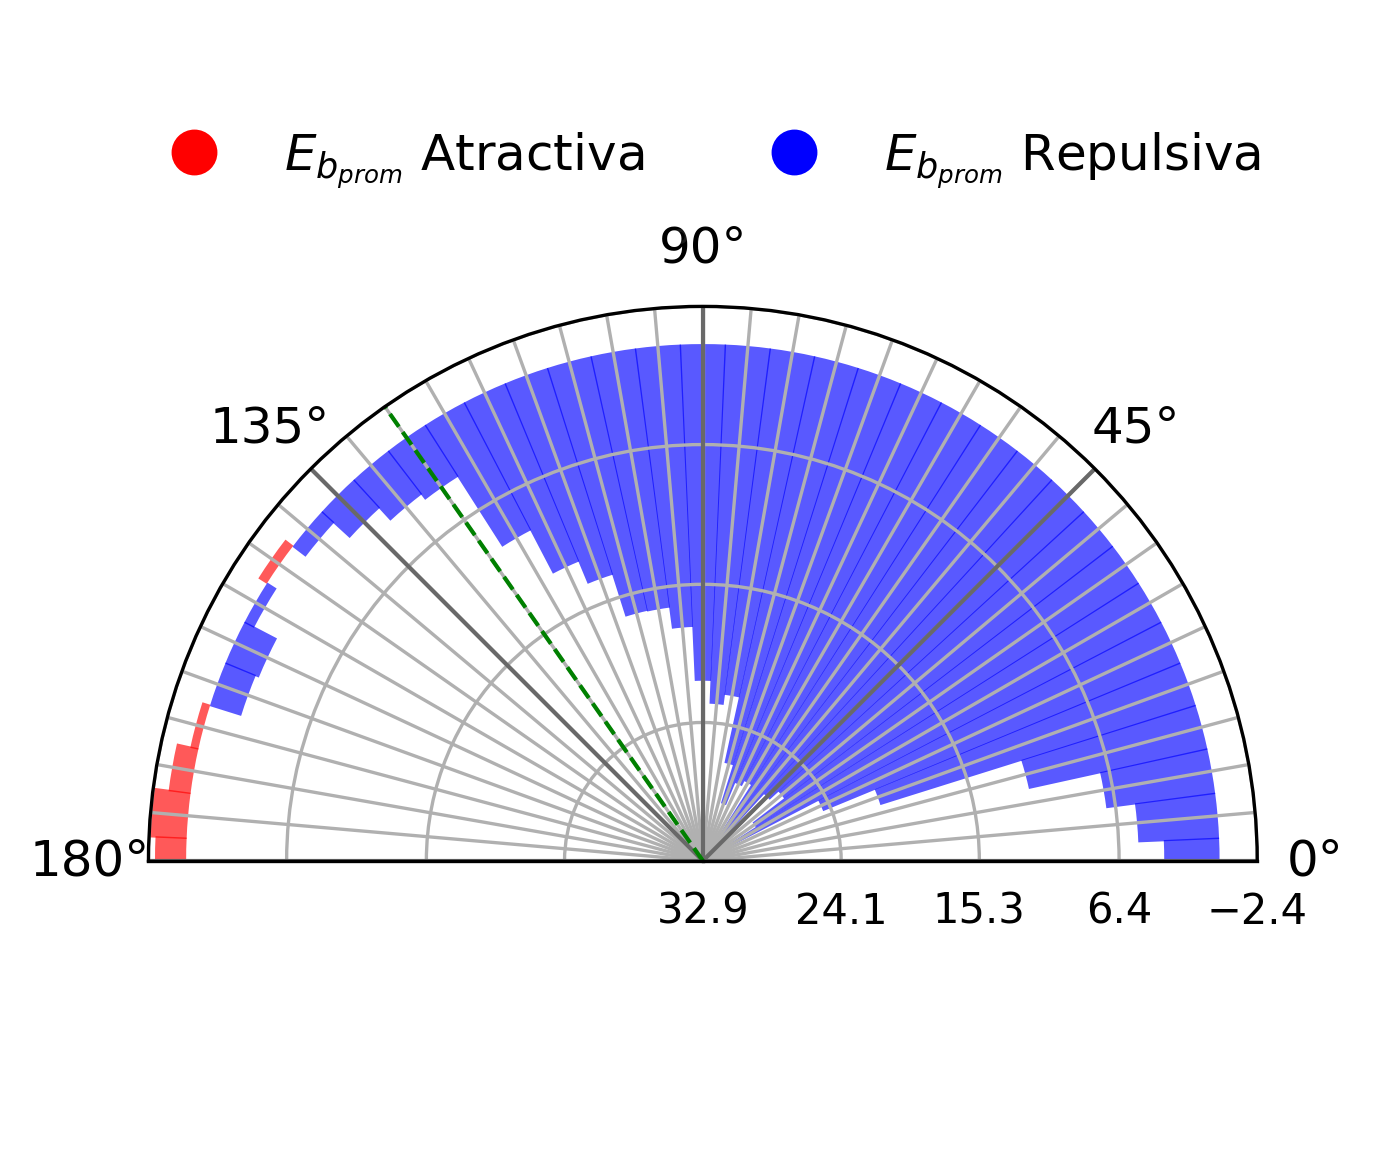 E_{b_{prom}} Atractiva E_{b_{prom}} Repulsiva
90°
135° 45°
180° 0°
32.9 24.1 15.3 6.4 −2.4